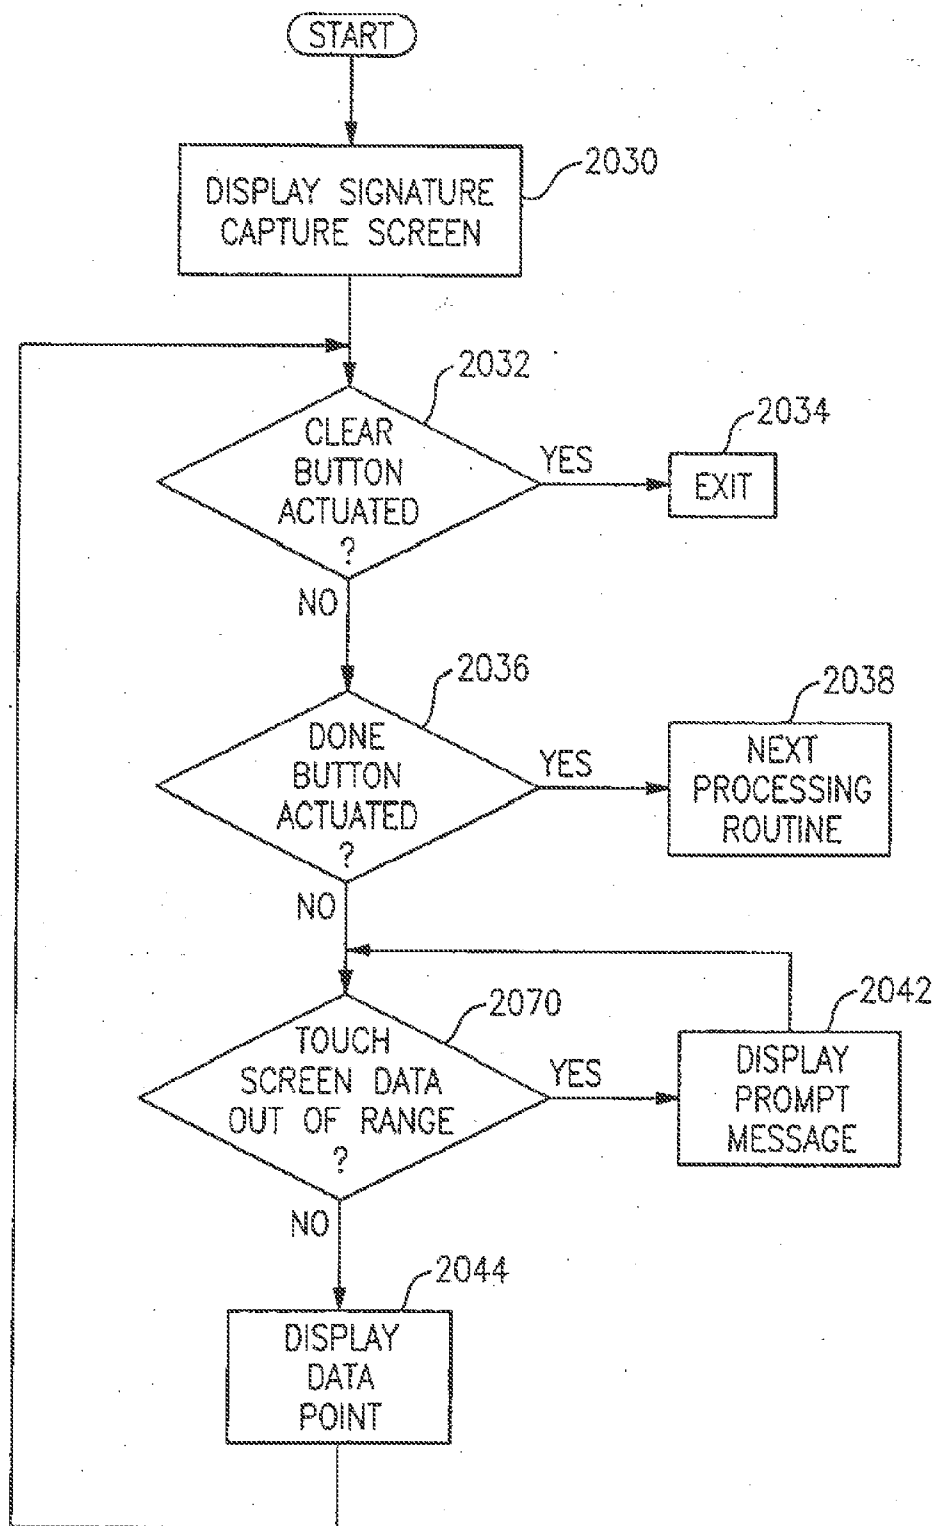 START
DISPLAY SIGNATURE
CAPTURE SCREEN
2030
CLEAR
BUTTON
ACTUATED
?
2032
YES
EXIT
2034
NO
DONE
BUTTON
ACTUATED
?
2036
YES
NEXT
PROCESSING
ROUTINE
2038
NO
TOUCH
SCREEN DATA
OUT OF RANGE
?
2070
YES
DISPLAY
PROMPT
MESSAGE
2042
NO
DISPLAY
DATA
POINT
2044